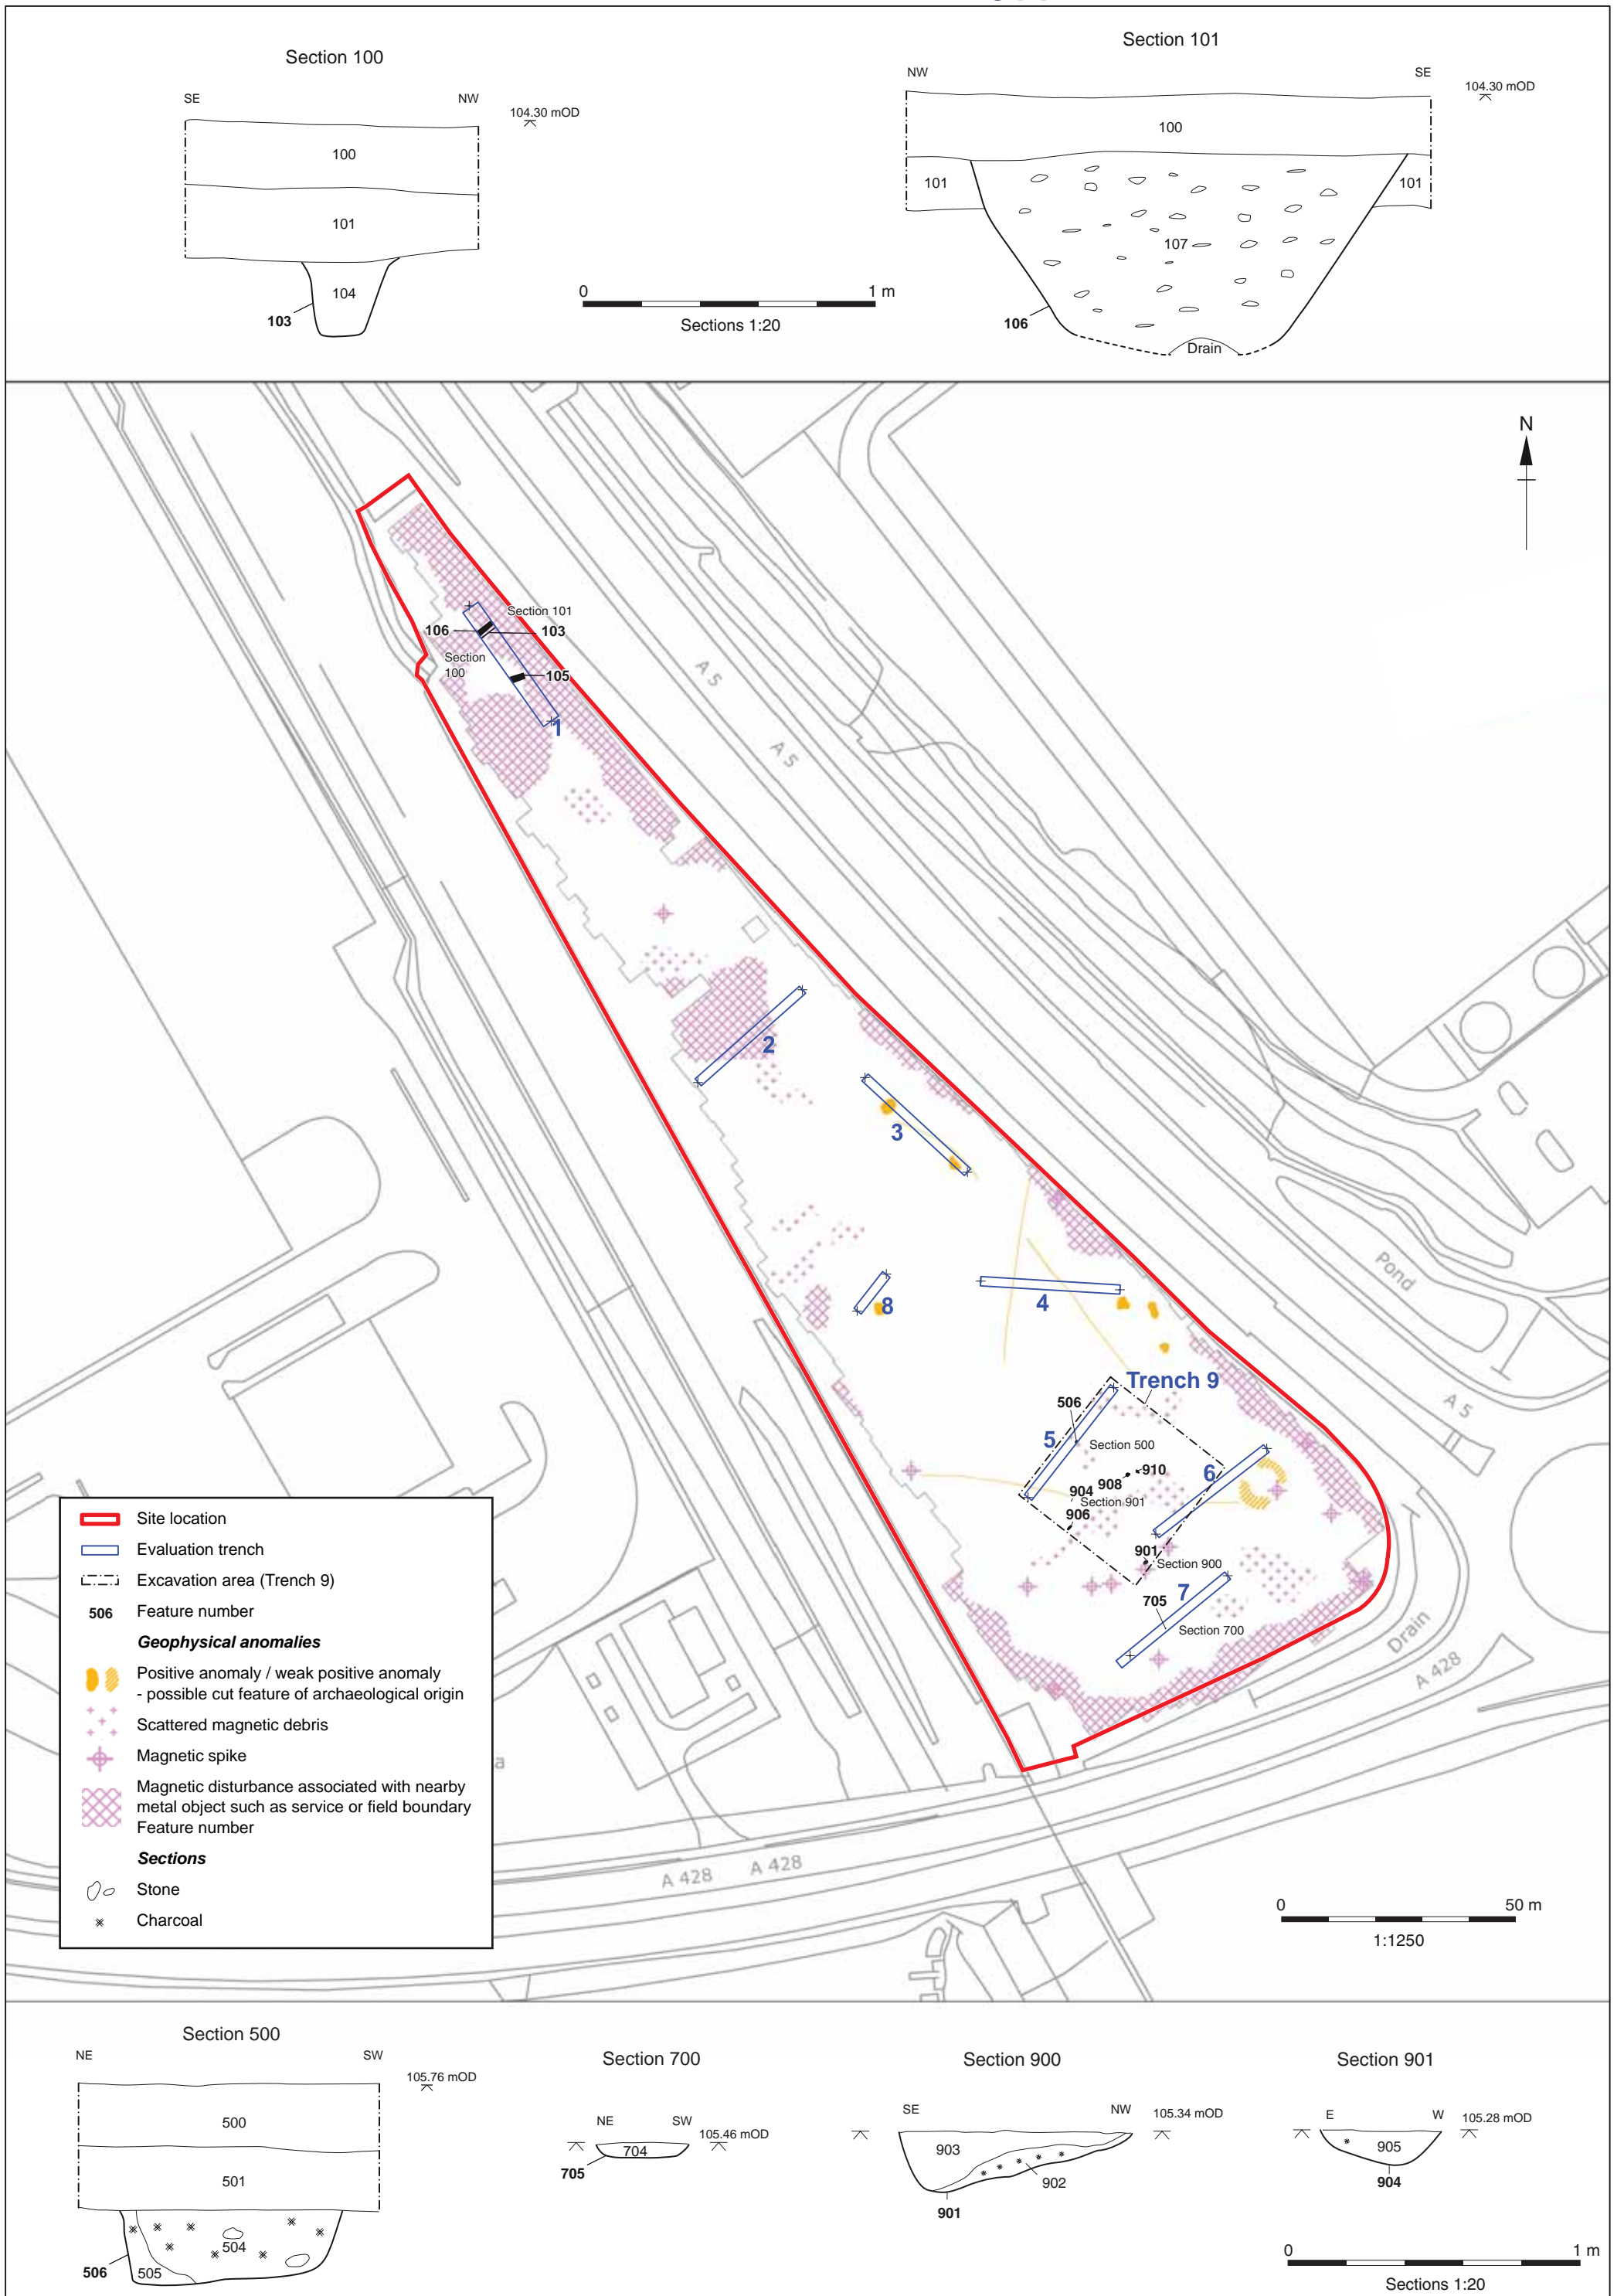 Section 100
SE
NW
104.30 mOD
100
101
104
103
0
1 m
Sections 1:20
Section 101
NW
SE
104.30 mOD
100
101
101
107
106
Drain
N
Section 101
106
103
Section
100
105
1
A 5
A 5
2
3
Pond
8
4
Trench 9
A 5
506
5
Section 500
6
910
908
904
Section 901
906
901
Section 900
7
705
Section 700
Drain
A 428
a
A 428
A 428
Site location
Evaluation trench
Excavation area (Trench 9)
506
Feature number
Geophysical anomalies
Positive anomaly / weak positive anomaly
- possible cut feature of archaeological origin
Scattered magnetic debris
Magnetic spike
Magnetic disturbance associated with nearby
metal object such as service or field boundary
Feature number
Sections
Stone
Charcoal
0
50 m
1:1250
Section 500
NE
SW
105.76 mOD
500
501
504
505
506
Section 700
NE
SW
105.46 mOD
704
705
Section 900
SE
NW
105.34 mOD
903
902
901
Section 901
E
W
105.28 mOD
905
904
0
1 m
Sections 1:20